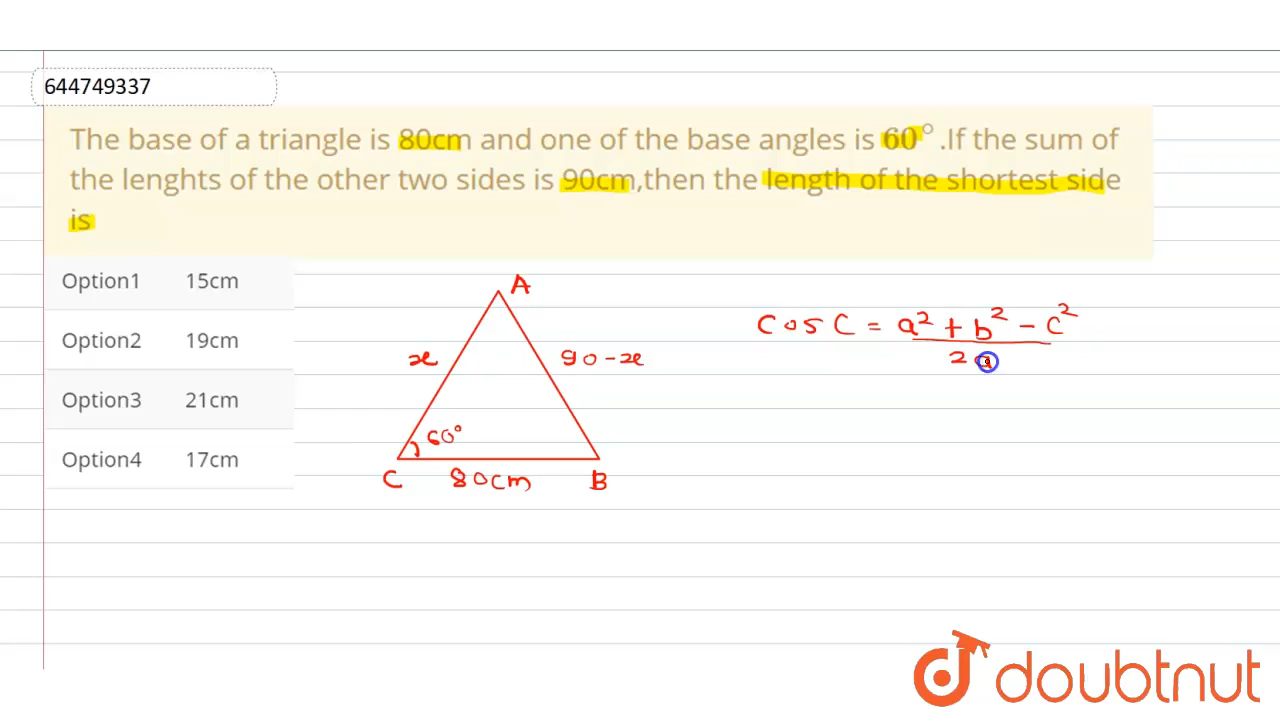 644749337
The base of a triangle is 80cm and one of the base angles is 60° .If the sum of
the lenghts of the other two sides is 90cm,then the length of the shortest side
is
Option1 15cm
Option2 19cm
Option3 21cm
Option4 17cm
A
x
90-x
60°
C 80cm B
Cos C = a² + b² - c²
2a
doubtnut